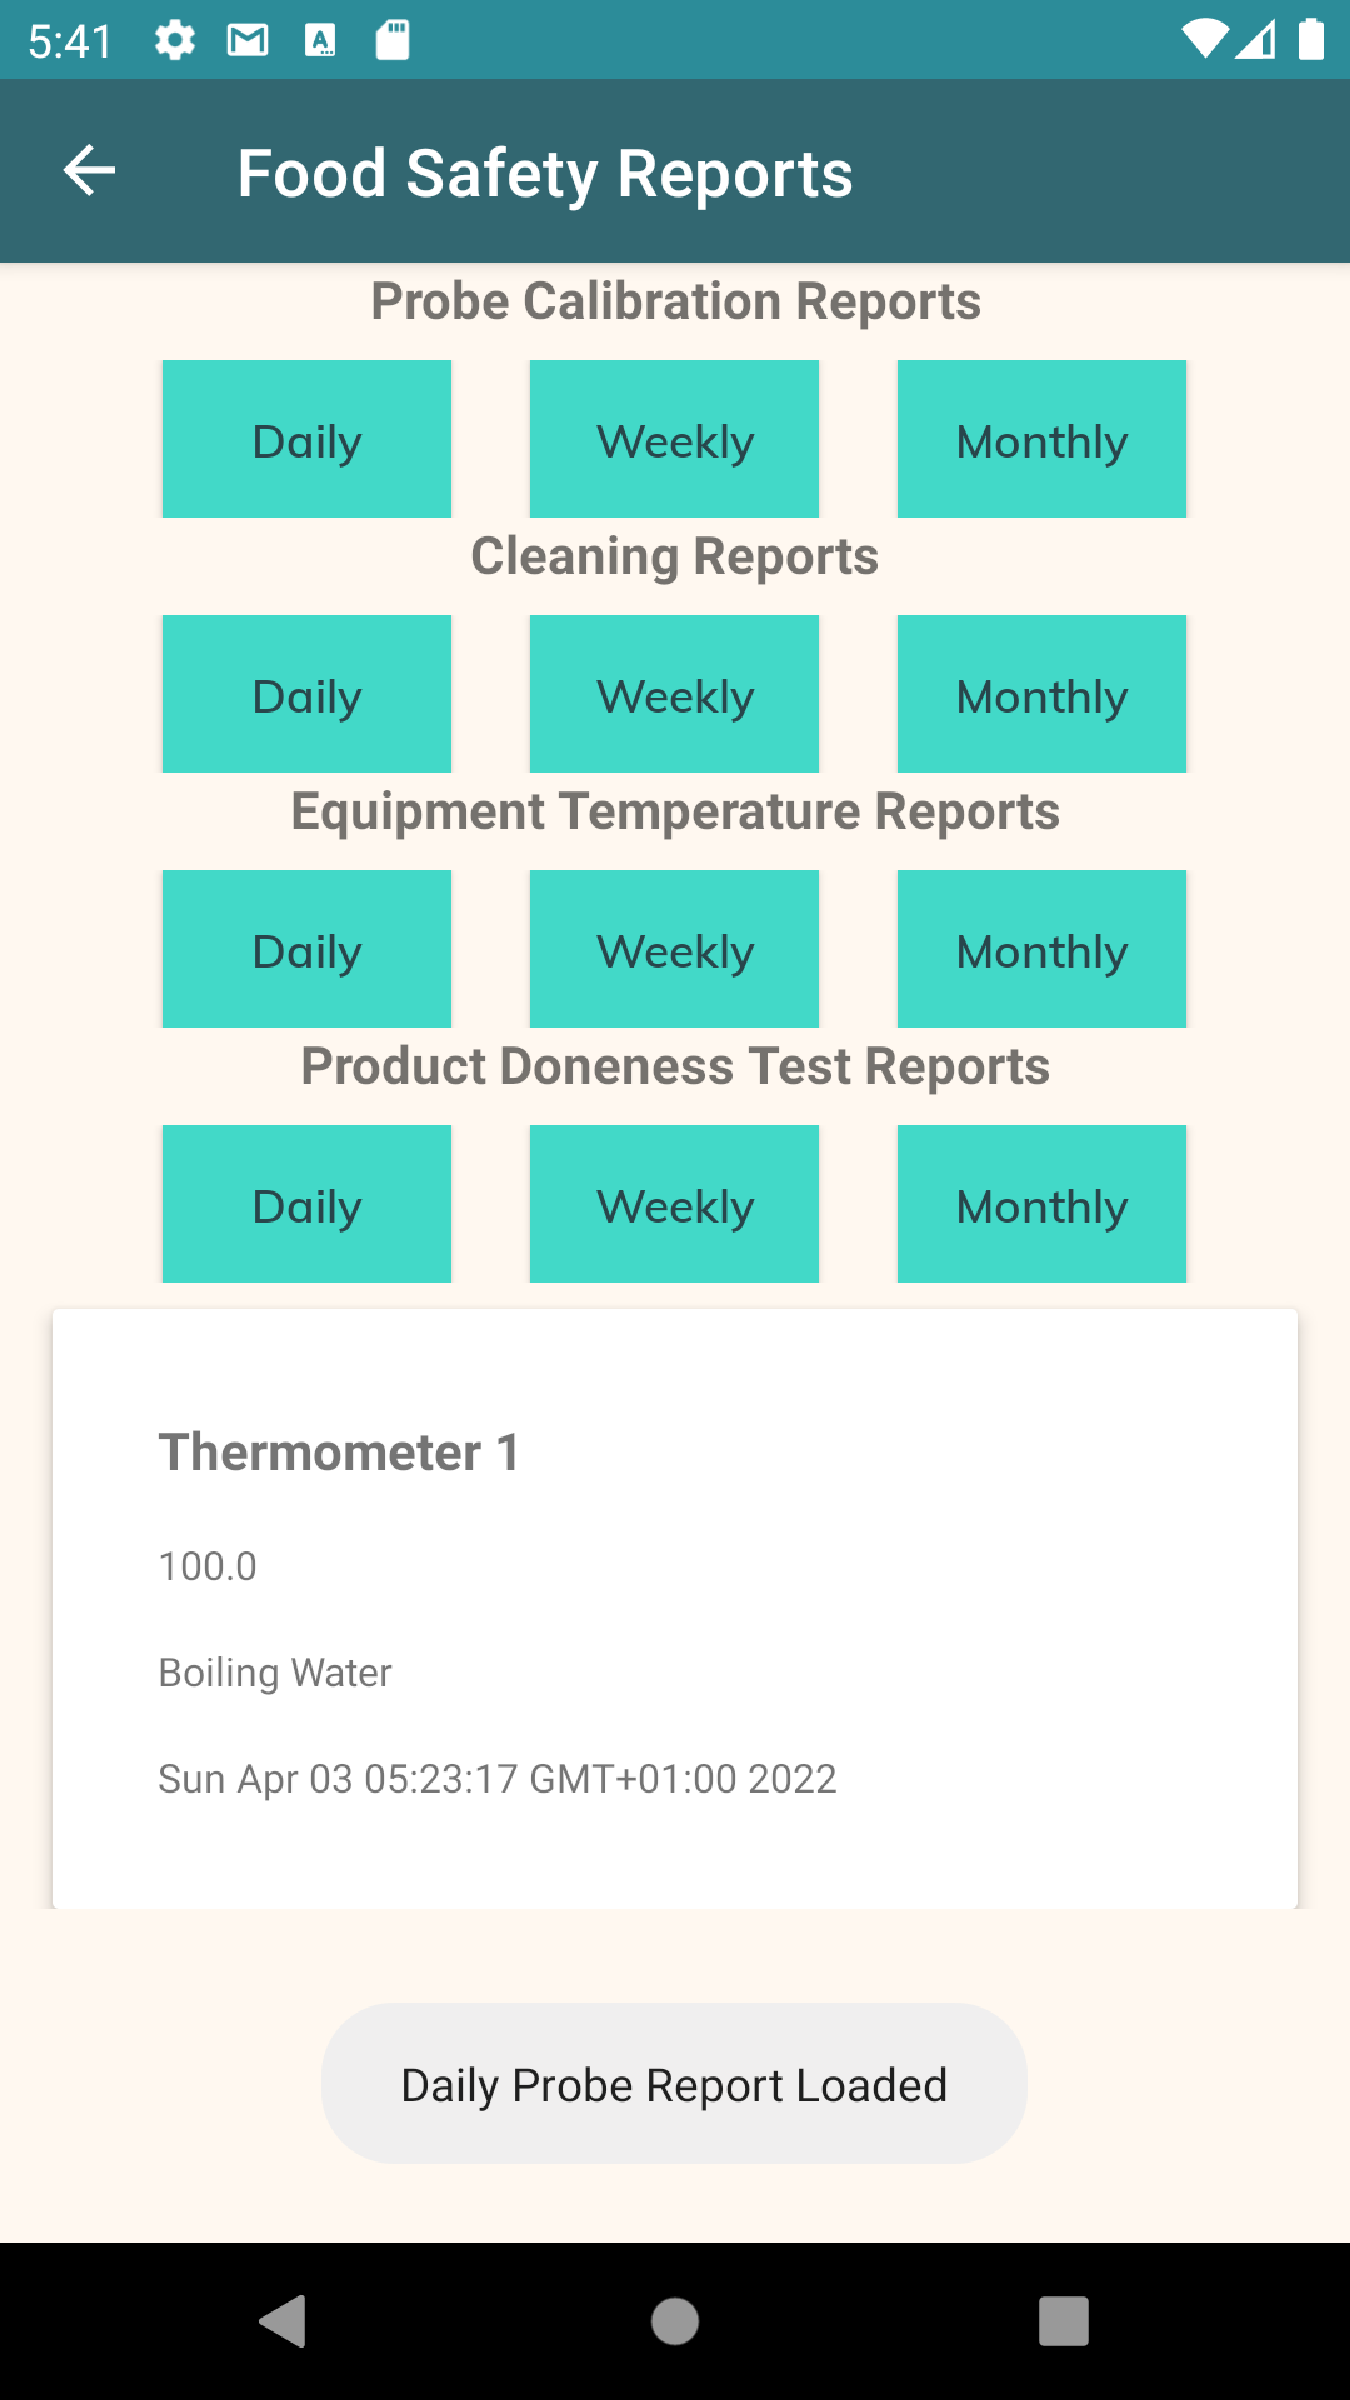 5:41
Food Safety Reports
Probe Calibration Reports
Daily Weekly Monthly
Cleaning Reports
Daily Weekly Monthly
Equipment Temperature Reports
Daily Weekly Monthly
Product Doneness Test Reports
Daily Weekly Monthly
Thermometer 1
100.0
Boiling Water
Sun Apr 03 05:23:17 GMT+01:00 2022
Daily Probe Report Loaded